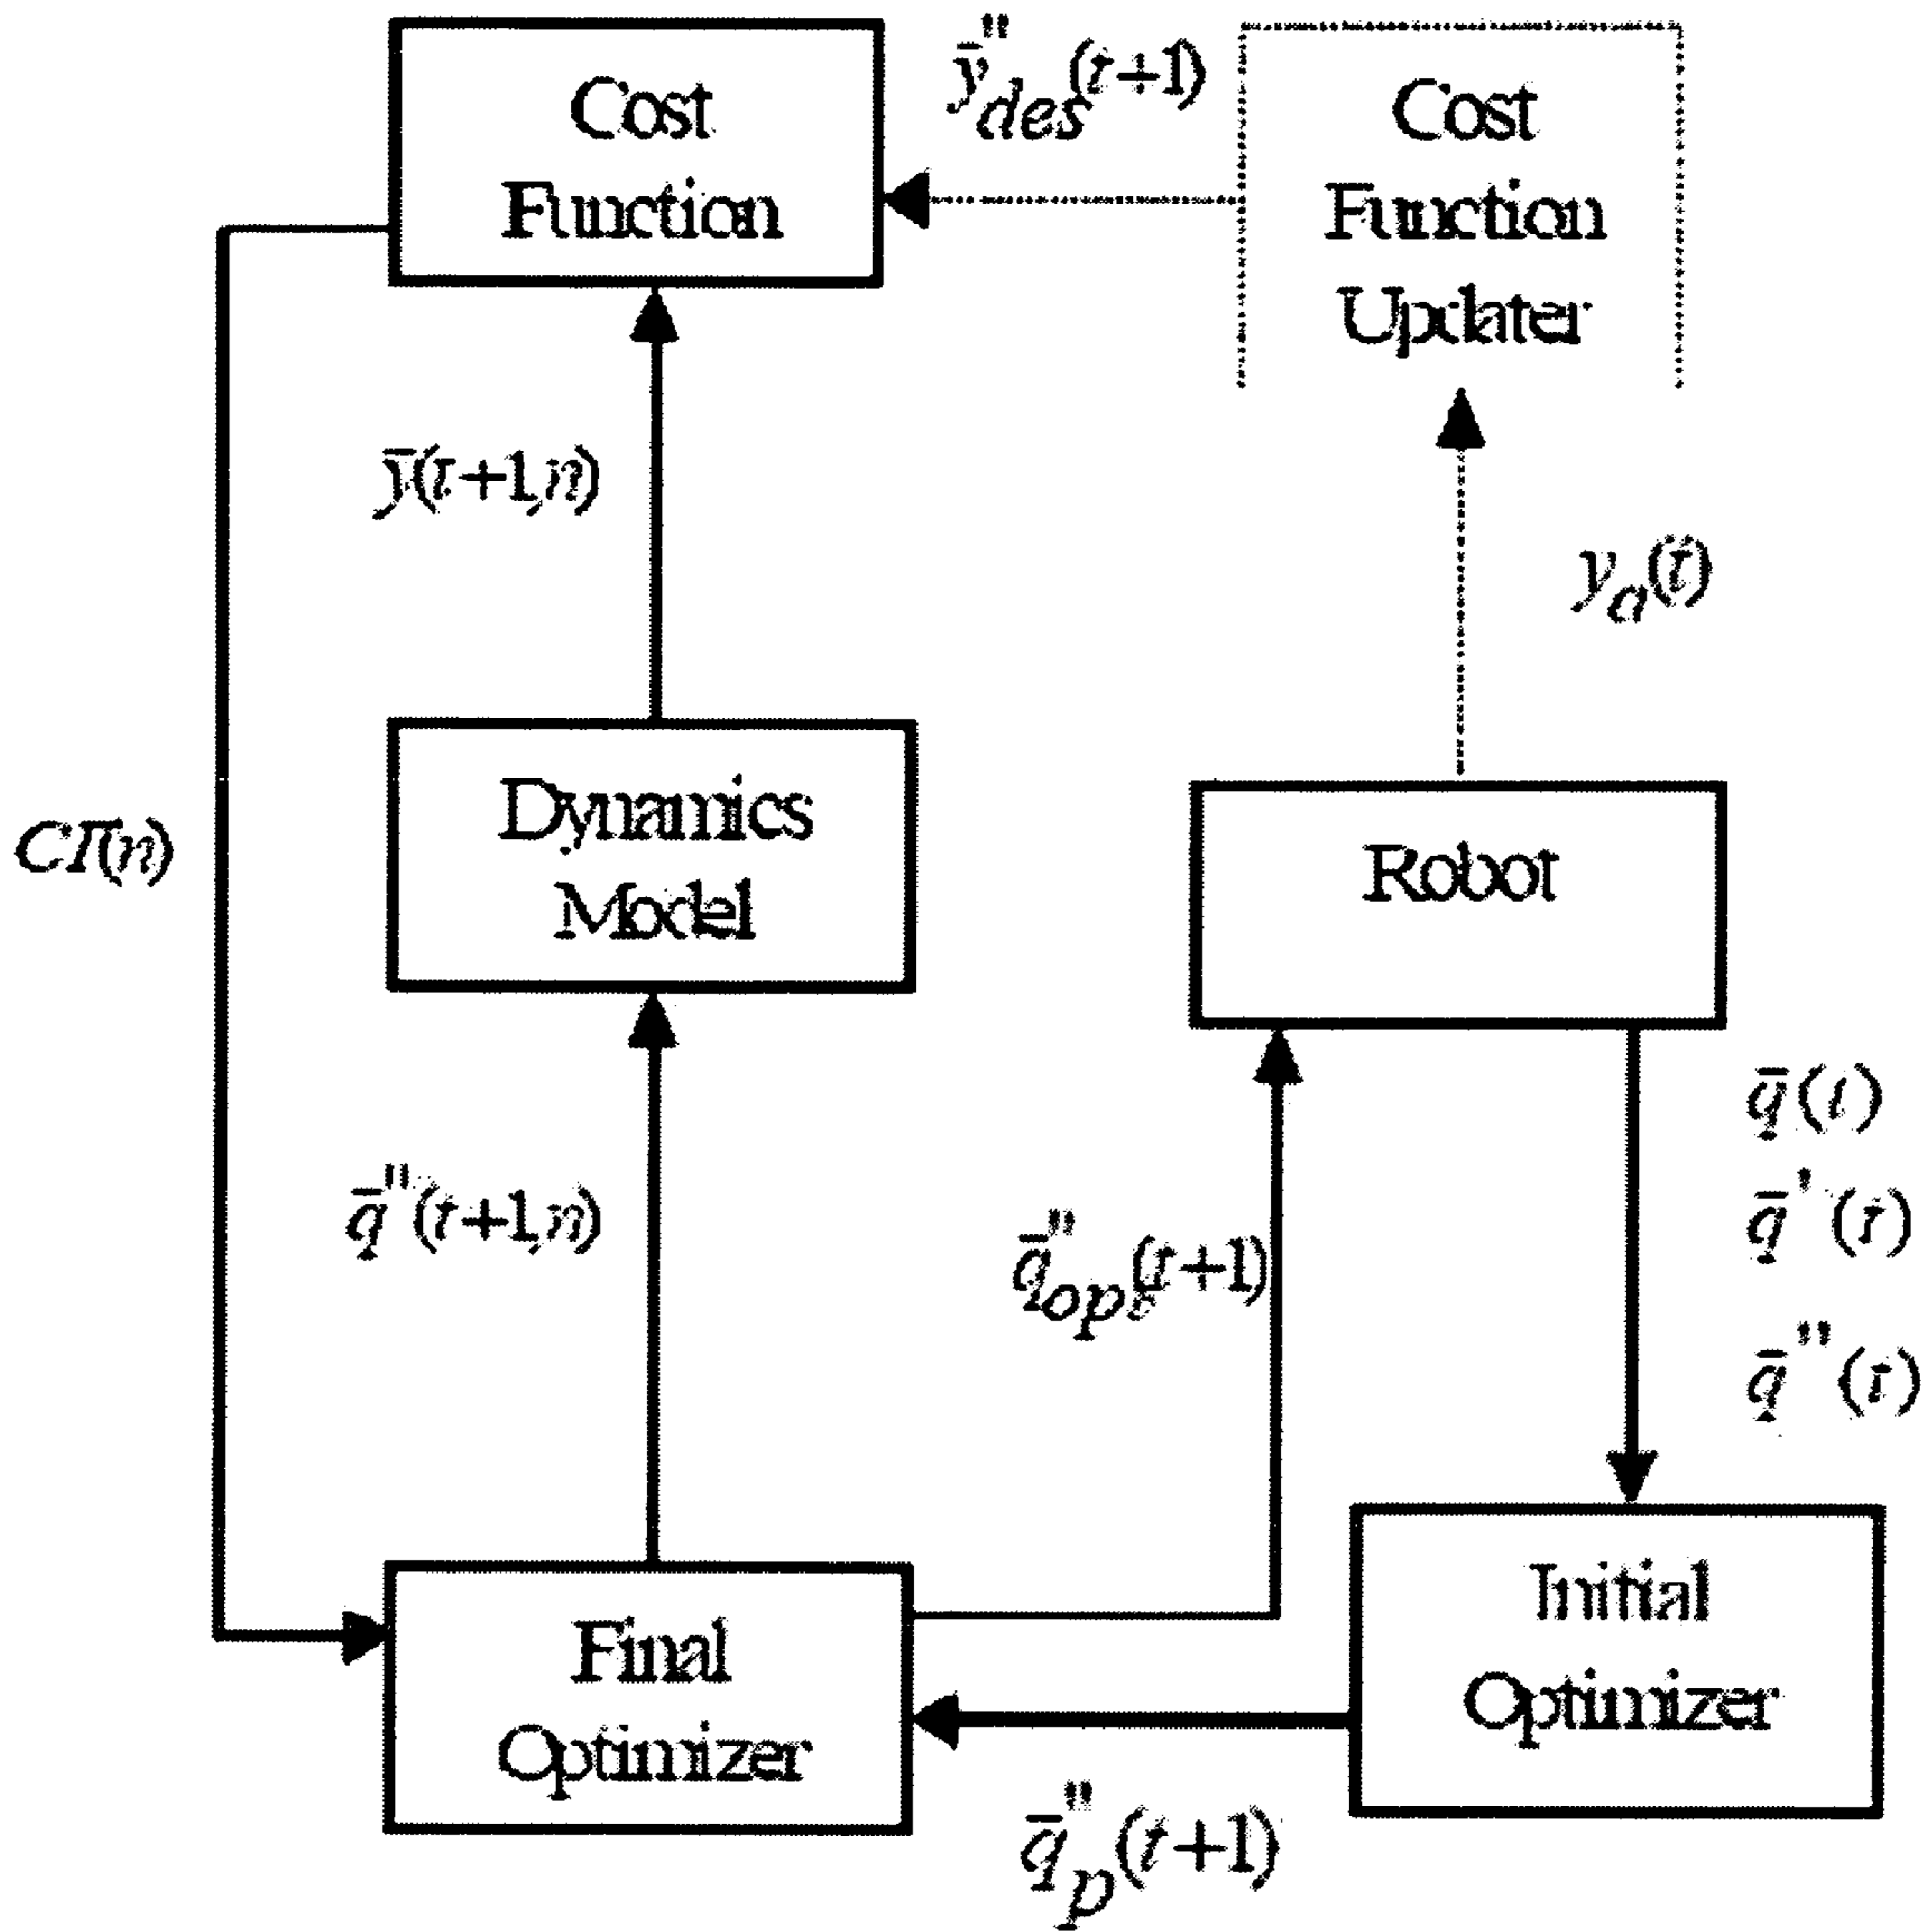 Cost
Function
ȳ"des(t+1)
Cost
Function
Updater
ȳ(t+1,n)
yₐ(t)
CT(n)
Dynamics
Model
Robot
q̄(t)
q̄'(t)
q̄"(t)
q̄"(t+1,n)
q̄"opt(t+1)
Final
Optimizer
Initial
Optimizer
q̄"p(t+1)